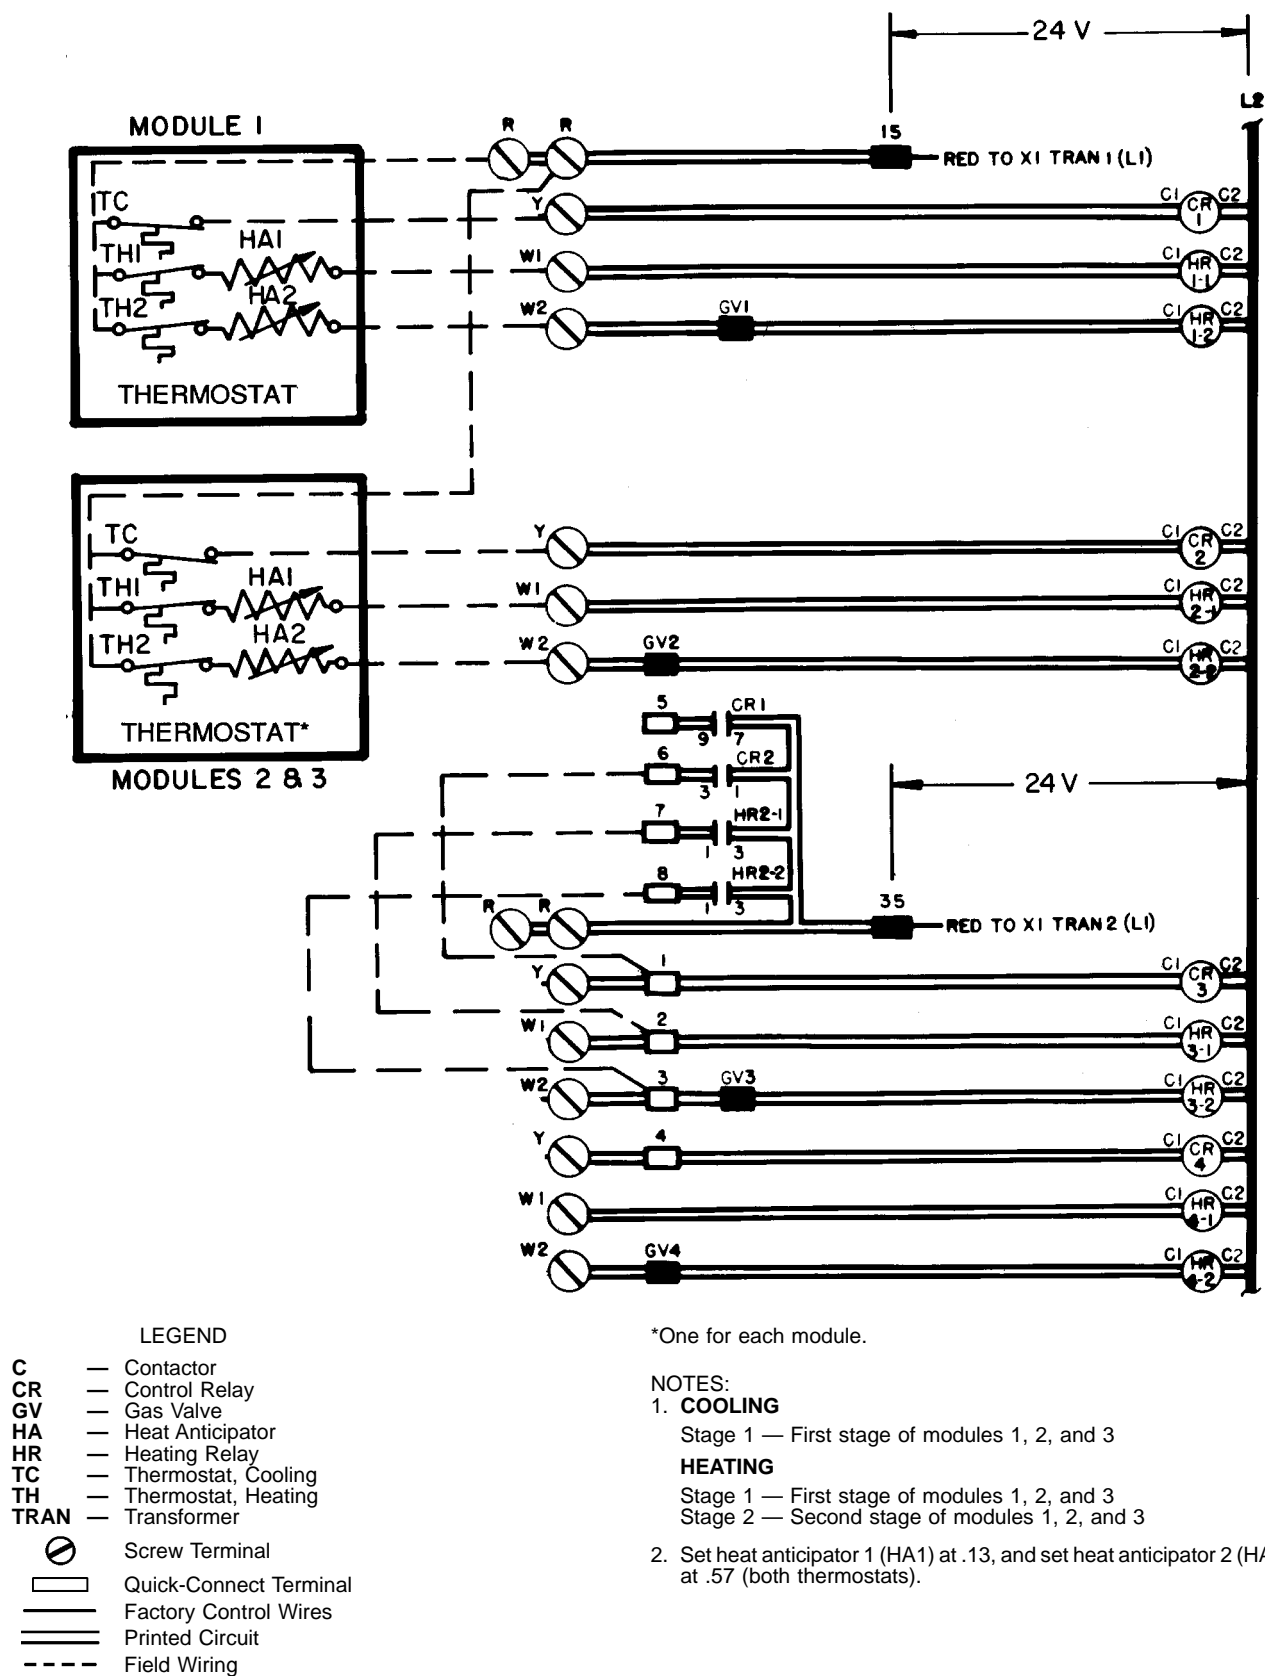 24 V
L2
MODULE 1
R R 15
RED TO X1 TRAN 1 (L1)
TC
Y C1 CR 1 C2
TH1 HA1
W1 C1 HR 1-1 C2
TH2 HA2
W2 GV1 C1 HR 1-2 C2
THERMOSTAT
TC
Y C1 CR 2 C2
TH1 HA1
W1 C1 HR 2-1 C2
TH2 HA2
W2 GV2 C1 HR 2-2 C2
THERMOSTAT*
MODULES 2 & 3
5 9 7 CR1
6 3 1 CR2
24 V
7 1 3 HR2-1
8 1 3 HR2-2
R R 35
RED TO X1 TRAN 2 (L1)
Y 1 C1 CR 3 C2
W1 2 C1 HR 3-1 C2
W2 3 GV3 C1 HR 3-2 C2
Y 4 C1 CR 4 C2
W1 C1 HR 4-1 C2
W2 GV4 C1 HR 4-2 C2
LEGEND
C — Contactor
CR — Control Relay
GV — Gas Valve
HA — Heat Anticipator
HR — Heating Relay
TC — Thermostat, Cooling
TH — Thermostat, Heating
TRAN — Transformer
Screw Terminal
Quick-Connect Terminal
Factory Control Wires
Printed Circuit
Field Wiring
*One for each module.
NOTES:
1. COOLING
Stage 1 — First stage of modules 1, 2, and 3
HEATING
Stage 1 — First stage of modules 1, 2, and 3
Stage 2 — Second stage of modules 1, 2, and 3
2. Set heat anticipator 1 (HA1) at .13, and set heat anticipator 2 (HA
at .57 (both thermostats).